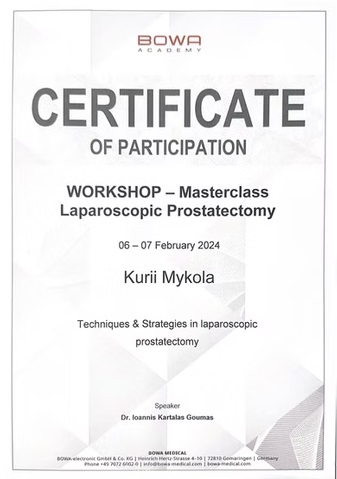 BOWA
ACADEMY
CERTIFICATE
OF PARTICIPATION
WORKSHOP – Masterclass
Laparoscopic Prostatectomy
06 – 07 February 2024
Kurii Mykola
Techniques & Strategies in laparoscopic
prostatectomy
Speaker
Dr. Ioannis Kartalas Goumas
BOWA MEDICAL
BOWA-electronic GmbH & Co. KG | Heinrich-Hertz-Strasse 4-10 | 72810 Gomaringen | Germany
Phone +49 7072-6002-0 | info@bowa-medical.com | bowa-medical.com